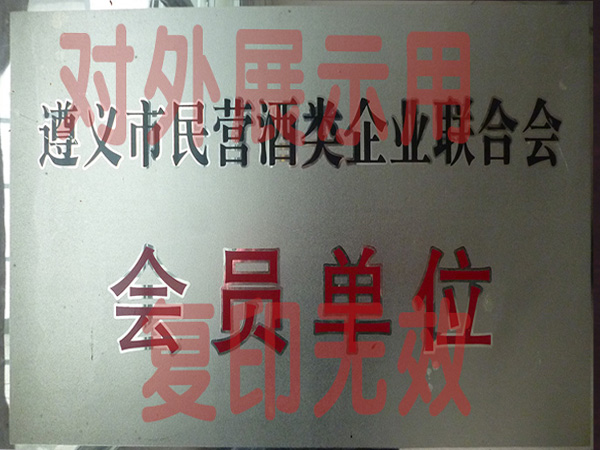 对外展示用
遵义市民营酒类企业联合会
会员单位
复印无效